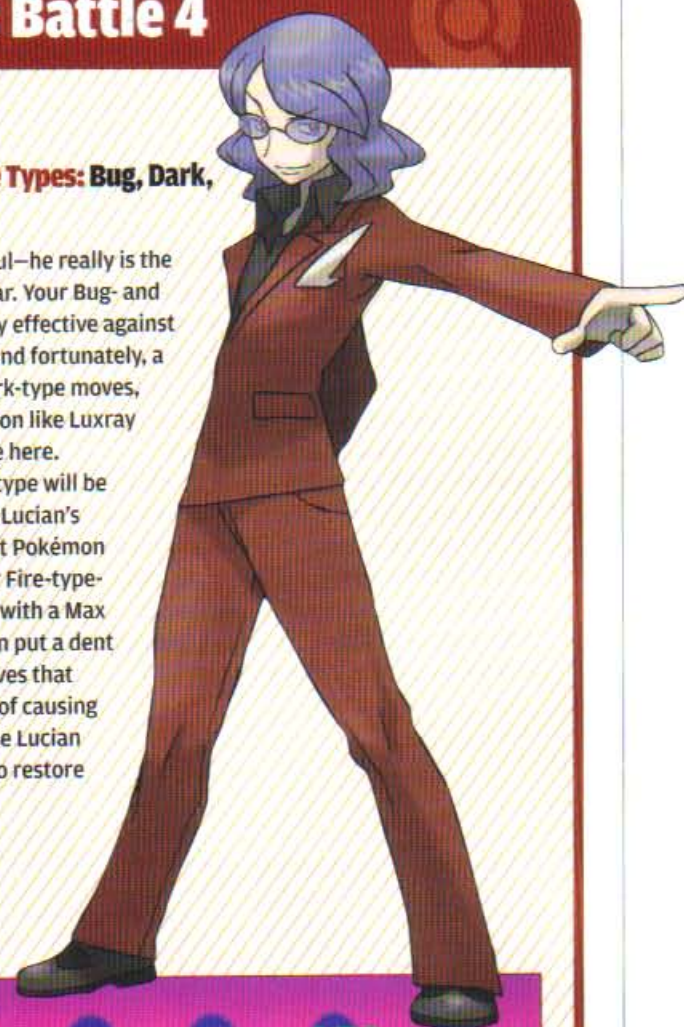 Battle 4
Types: Bug, Dark,
ul—he really is the
ar. Your Bug- and
y effective against
nd fortunately, a
rk-type moves,
on like Luxray
e here.
type will be
Lucian's
t Pokémon
Fire-type-
with a Max
n put a dent
ves that
of causing
e Lucian
o restore